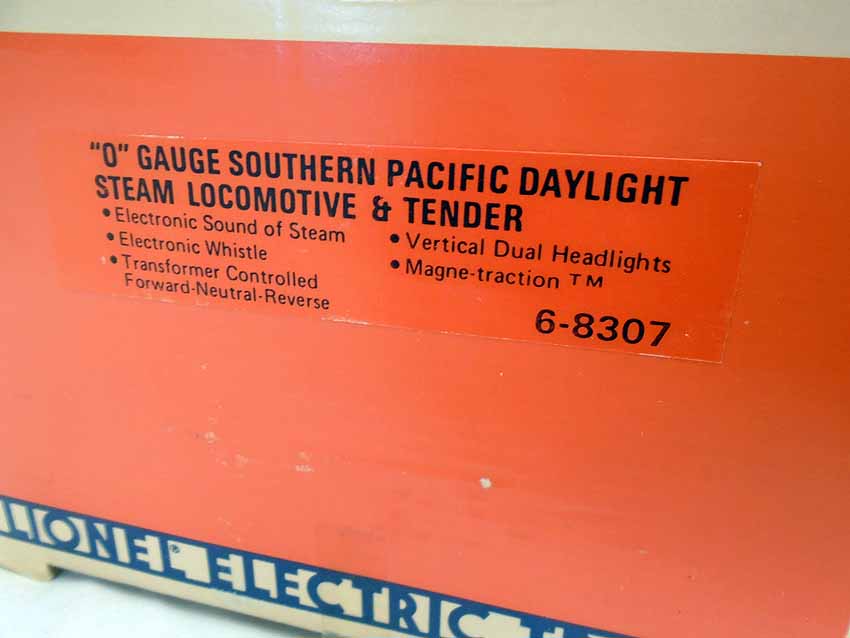 "O" GAUGE SOUTHERN PACIFIC DAYLIGHT
STEAM LOCOMOTIVE & TENDER
• Electronic Sound of Steam
• Electronic Whistle
• Transformer Controlled
Forward-Neutral-Reverse
• Vertical Dual Headlights
• Magne-traction TM
6-8307
LIONEL® ELECTRIC